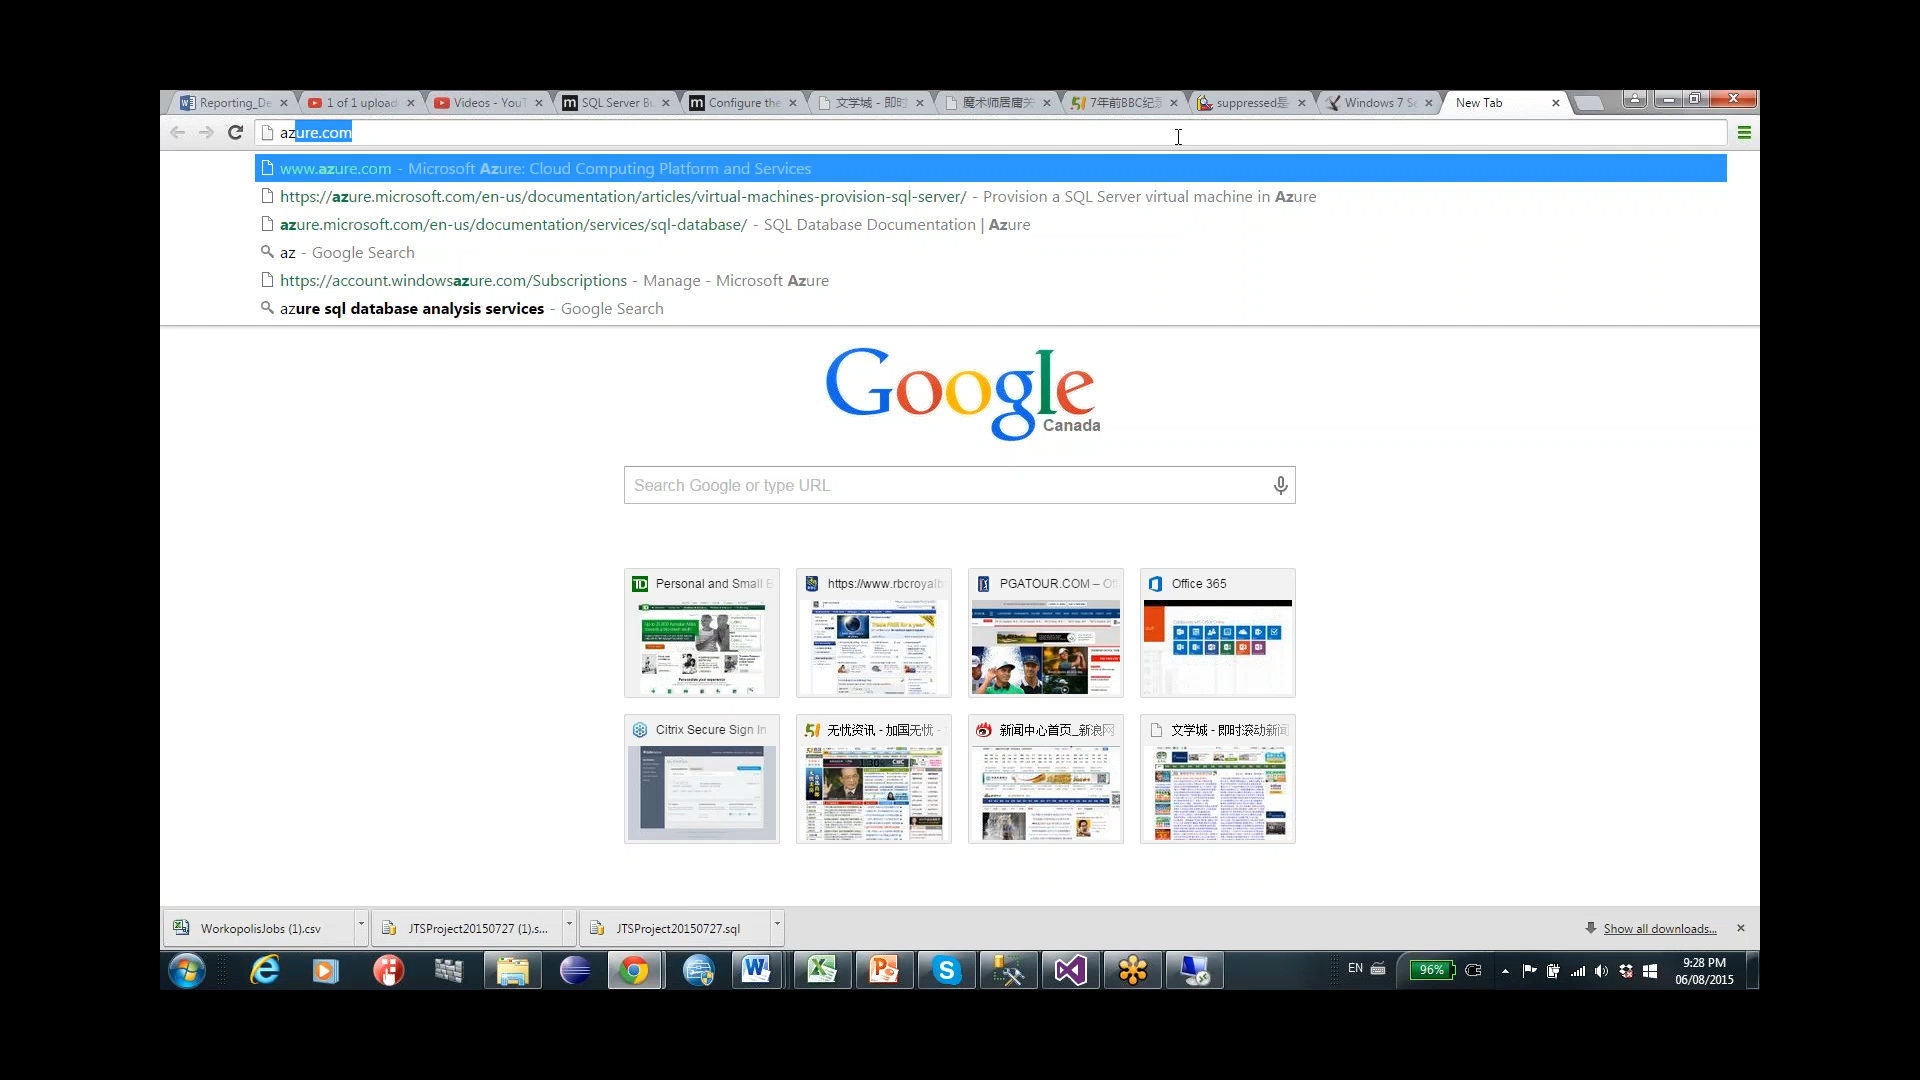 Reporting_De
1 of 1 upload
Videos - YouT
SQL Server Bu
Configure the
文学城 - 即时
魔术师居庸关
7年前BBC纪录
suppressed是
Windows 7 Se
New Tab
azure.com
www.azure.com - Microsoft Azure: Cloud Computing Platform and Services
https://azure.microsoft.com/en-us/documentation/articles/virtual-machines-provision-sql-server/ - Provision a SQL Server virtual machine in Azure
azure.microsoft.com/en-us/documentation/services/sql-database/ - SQL Database Documentation | Azure
az - Google Search
https://account.windowsazure.com/Subscriptions - Manage - Microsoft Azure
azure sql database analysis services - Google Search
Google
Canada
Search Google or type URL
TD Personal and Small B
https://www.rbcroyalb
PGATOUR.COM – Off
Office 365
Citrix Secure Sign In
51 无忧资讯 - 加国无忧 -
新闻中心首页_新浪网
文学城 - 即时滚动新闻
WorkopolisJobs (1).csv
JTSProject20150727 (1).s...
JTSProject20150727.sql
Show all downloads...
EN
96%
9:28 PM
06/08/2015